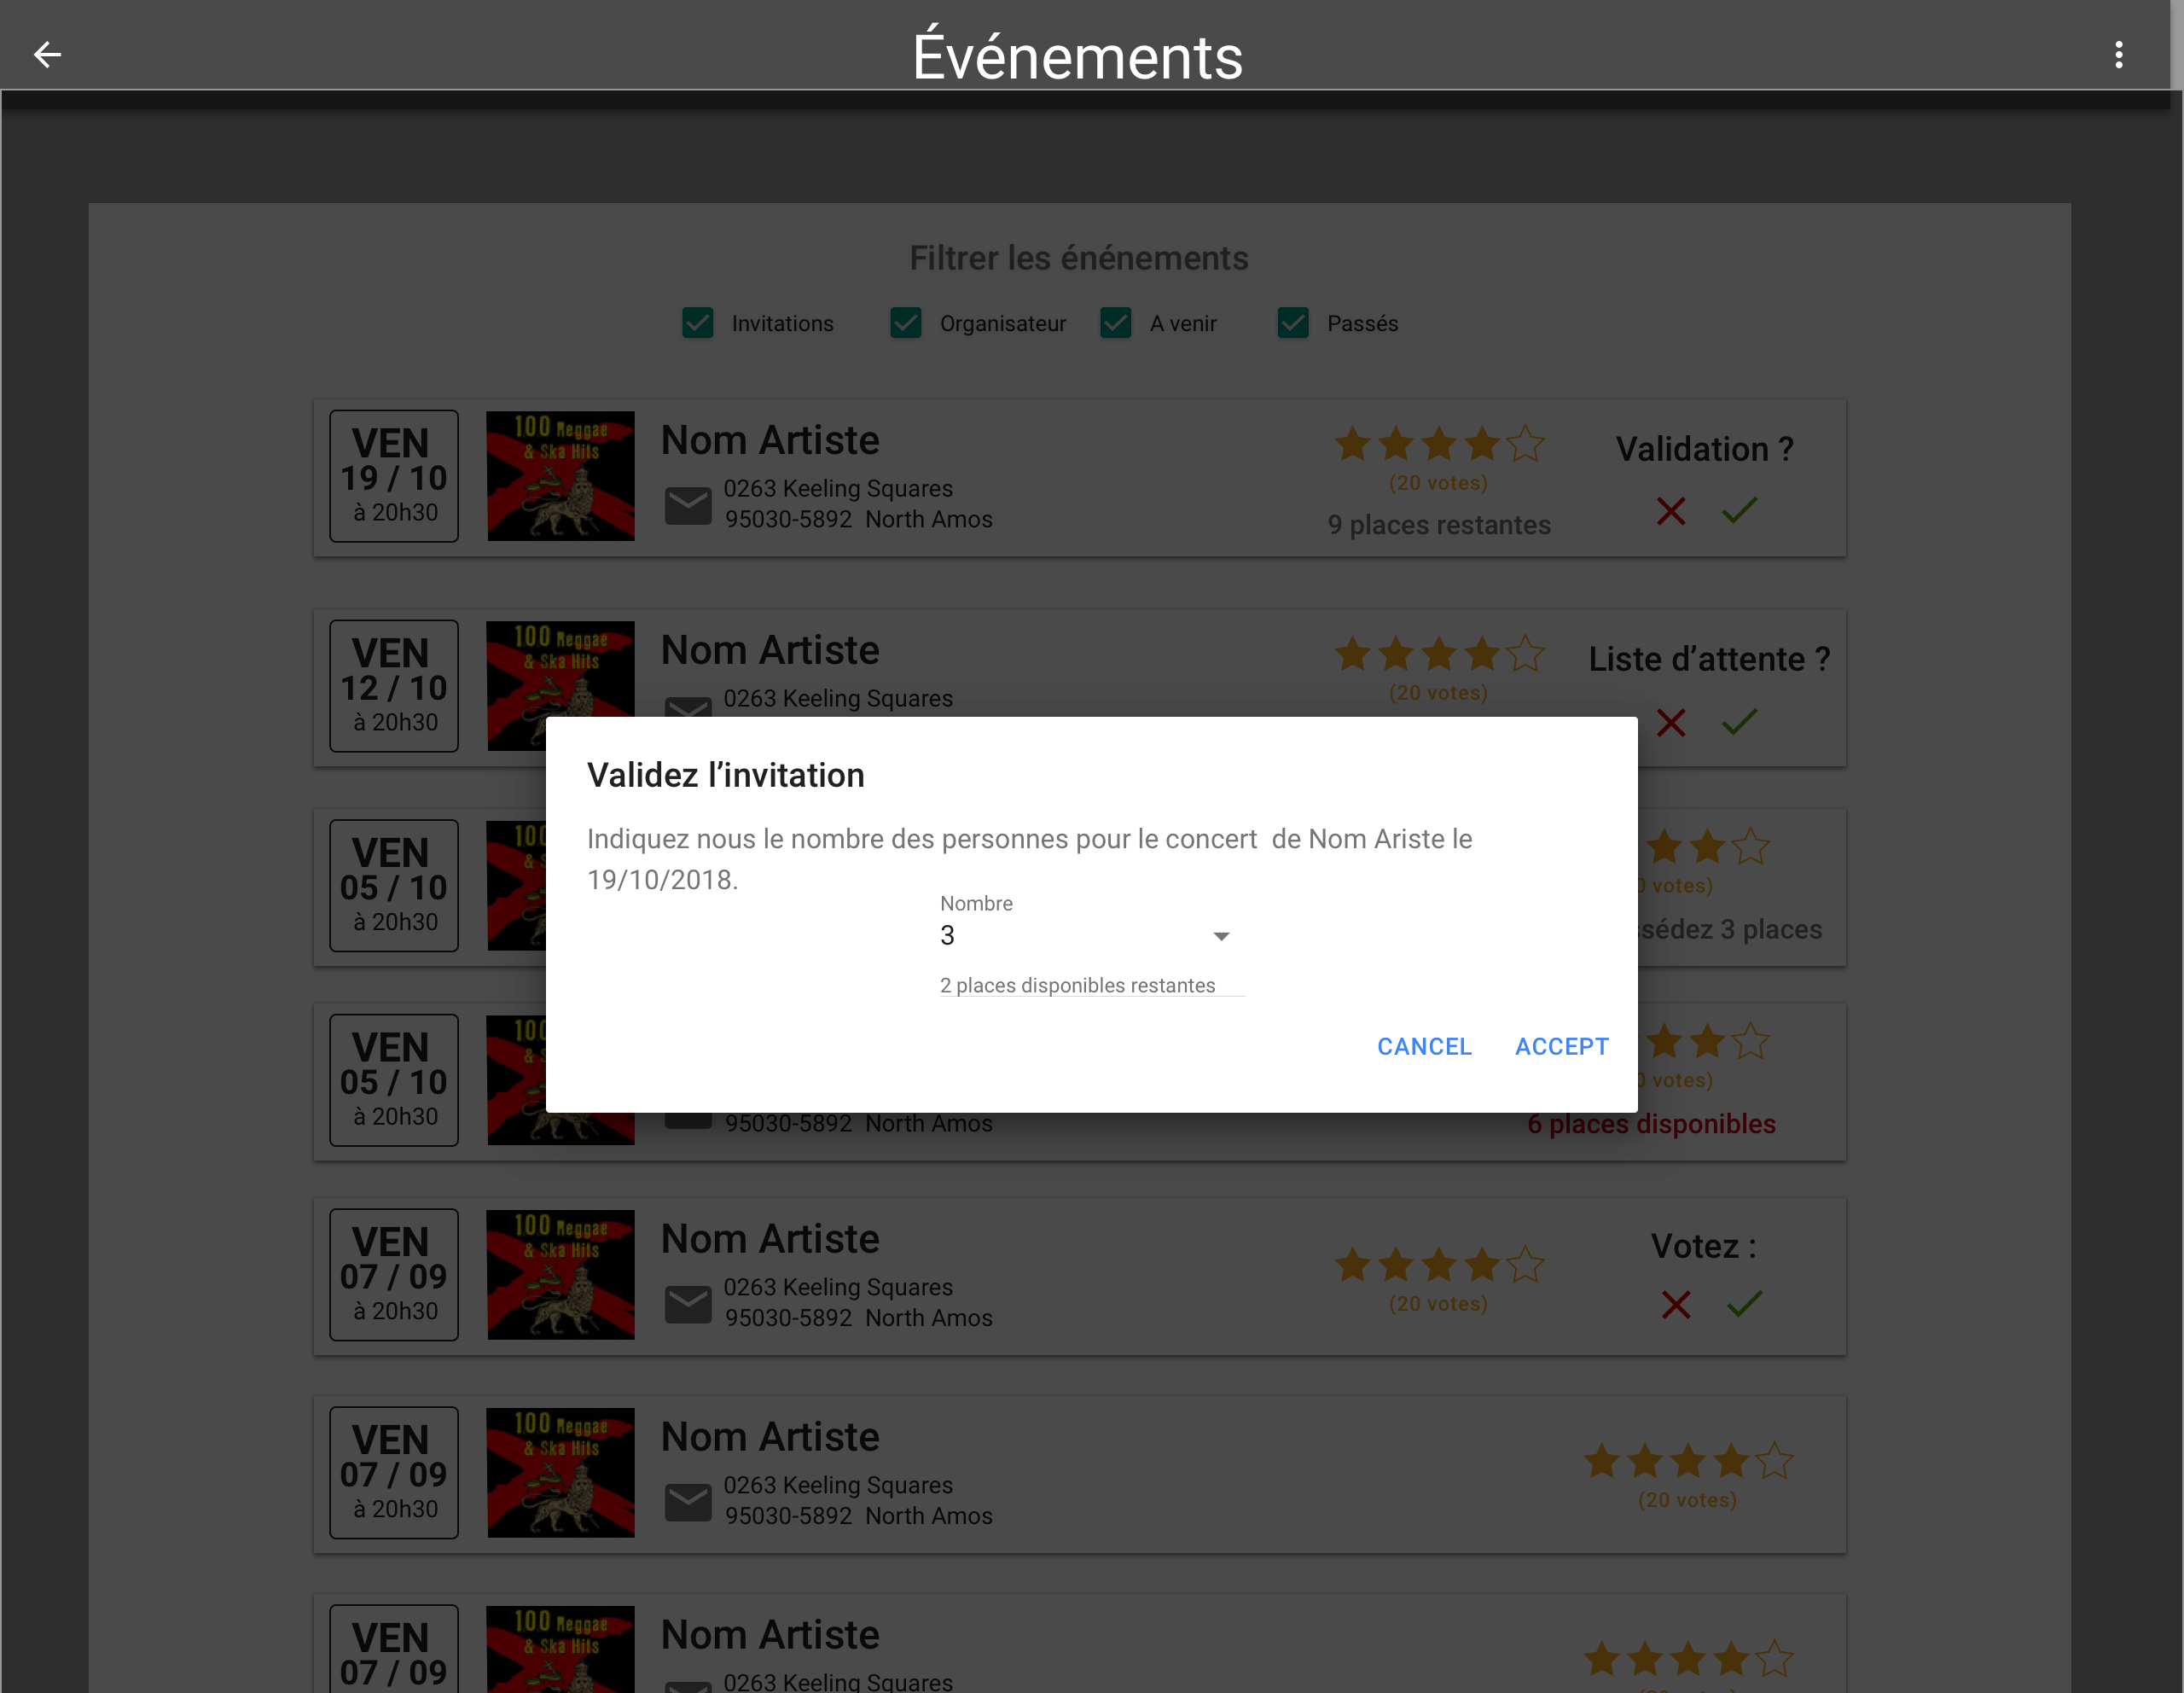 Événements
Filtrer les énénements
Invitations
Organisateur
A venir
Passés
VEN
19 / 10
à 20h30
100 Reggae
& Ska Hits
Nom Artiste
0263 Keeling Squares
95030-5892 North Amos
(20 votes)
9 places restantes
Validation ?
VEN
12 / 10
à 20h30
100 Reggae
& Ska Hits
Nom Artiste
0263 Keeling Squares
(20 votes)
Liste d’attente ?
Validez l’invitation
Indiquez nous le nombre des personnes pour le concert de Nom Ariste le
19/10/2018.
Nombre
3
2 places disponibles restantes
CANCEL
ACCEPT
VEN
05 / 10
à 20h30
votes)
3 places
VEN
05 / 10
à 20h30
95030-5892 North Amos
votes)
6 places disponibles
VEN
07 / 09
à 20h30
100 Reggae
& Ska Hits
Nom Artiste
0263 Keeling Squares
95030-5892 North Amos
(20 votes)
Votez :
VEN
07 / 09
à 20h30
100 Reggae
& Ska Hits
Nom Artiste
0263 Keeling Squares
95030-5892 North Amos
(20 votes)
VEN
07 / 09
100 Reggae
& Ska Hits
Nom Artiste
0263 Keeling Squares